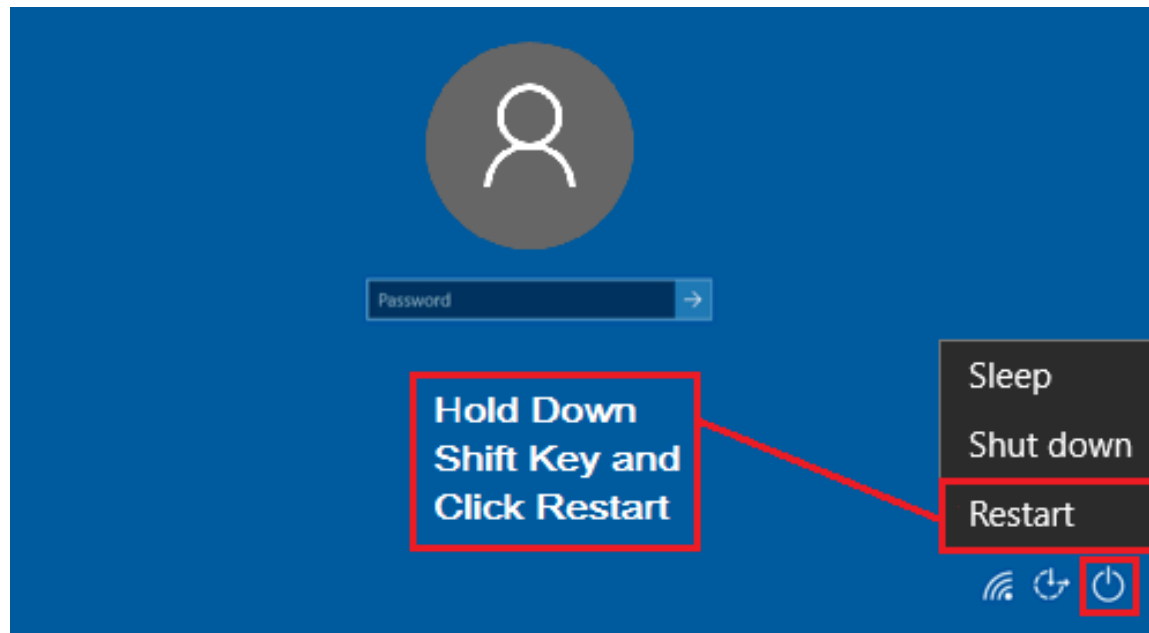 Password
Hold Down
Shift Key and
Click Restart
Sleep
Shut down
Restart